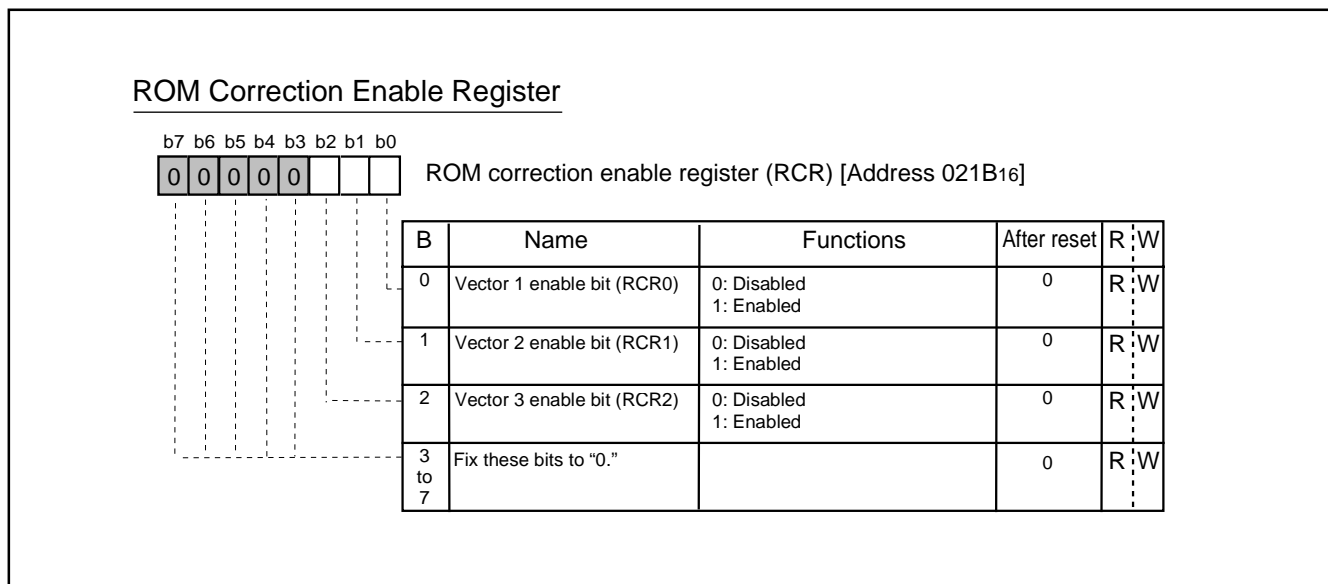 ROM Correction Enable Register
b7 b6 b5 b4 b3 b2 b1 b0
0 0 0 0 0
ROM correction enable register (RCR) [Address 021B16]
B Name Functions After reset R W
0 Vector 1 enable bit (RCR0) 0: Disabled 0 R W
1: Enabled
1 Vector 2 enable bit (RCR1) 0: Disabled 0 R W
1: Enabled
2 Vector 3 enable bit (RCR2) 0: Disabled 0 R W
1: Enabled
3 Fix these bits to “0.” 0 R W
to
7